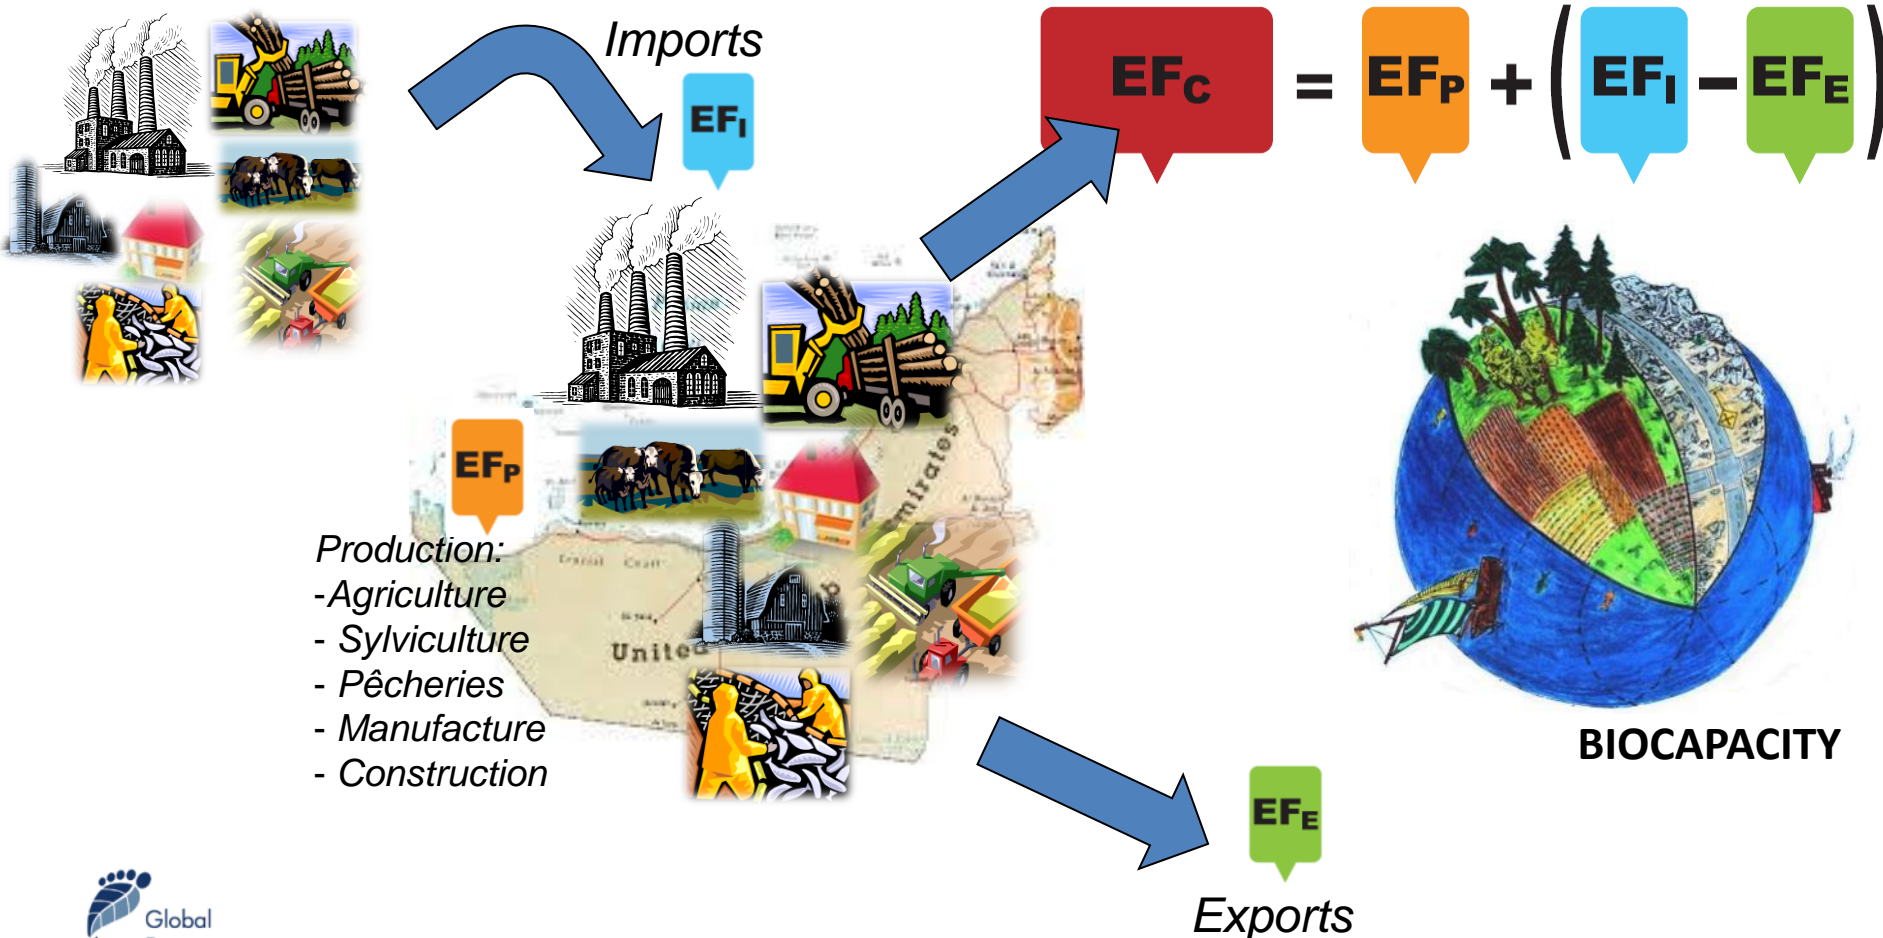 Imports
EFI
EFC = EFP + (EFI − EFE)
EFP
Production:
-Agriculture
- Sylviculture
- Pêcheries
- Manufacture
- Construction
United
Emirates
BIOCAPACITY
EFE
Exports
Global